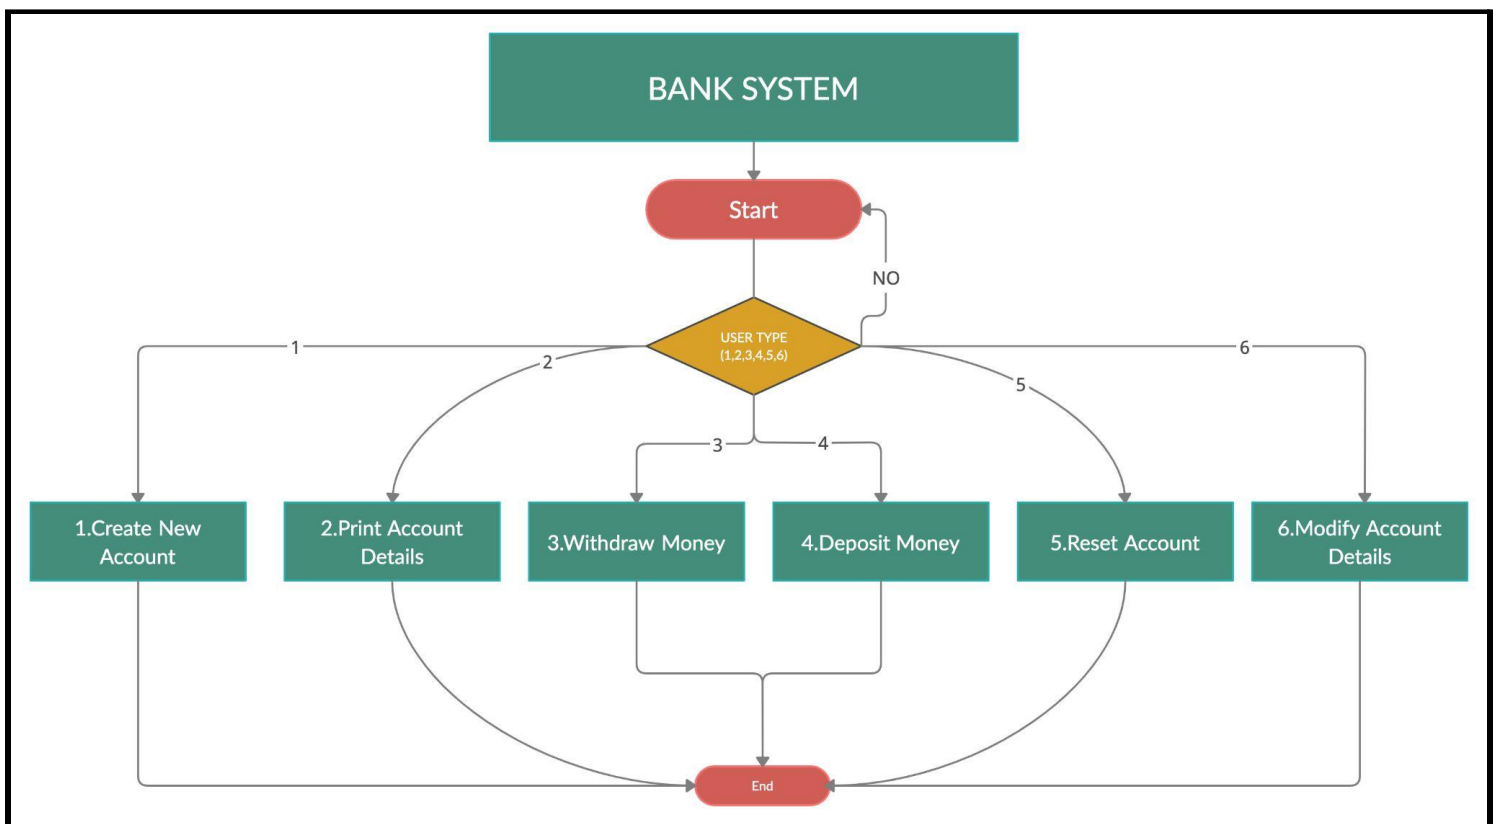 BANK SYSTEM
Start
NO
USER TYPE
(1,2,3,4,5,6)
1
2
3
4
5
6
1.Create New
Account
2.Print Account
Details
3.Withdraw Money
4.Deposit Money
5.Reset Account
6.Modify Account
Details
End